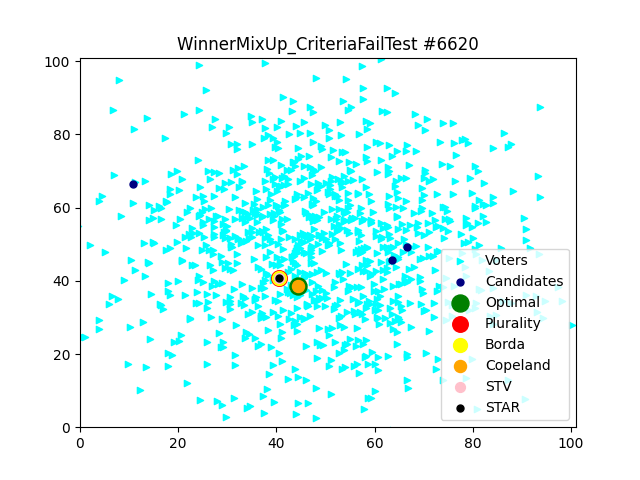 WinnerMixUp_CriteriaFailTest #6620
100
80
60
40
20
0
0
20
40
60
80
100
Voters
Candidates
Optimal
Plurality
Borda
Copeland
STV
STAR